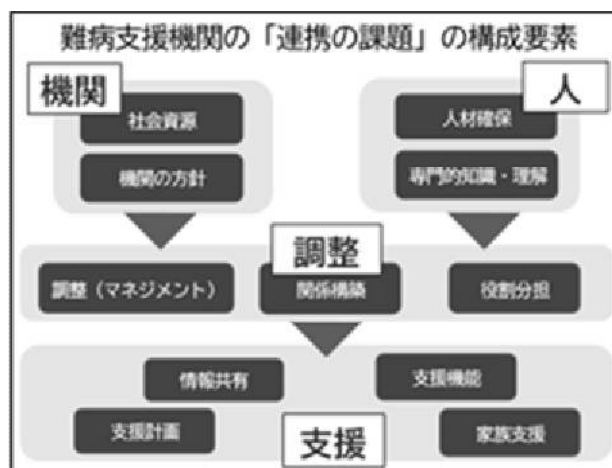 難病支援機関の「連携の課題」の構成要素
機関
人
社会資源
人材確保
機関の方針
専門的知識・理解
調整
調整（マネジメント）
関係構築
役割分担
情報共有
支援機能
支援計画
支援
家族支援